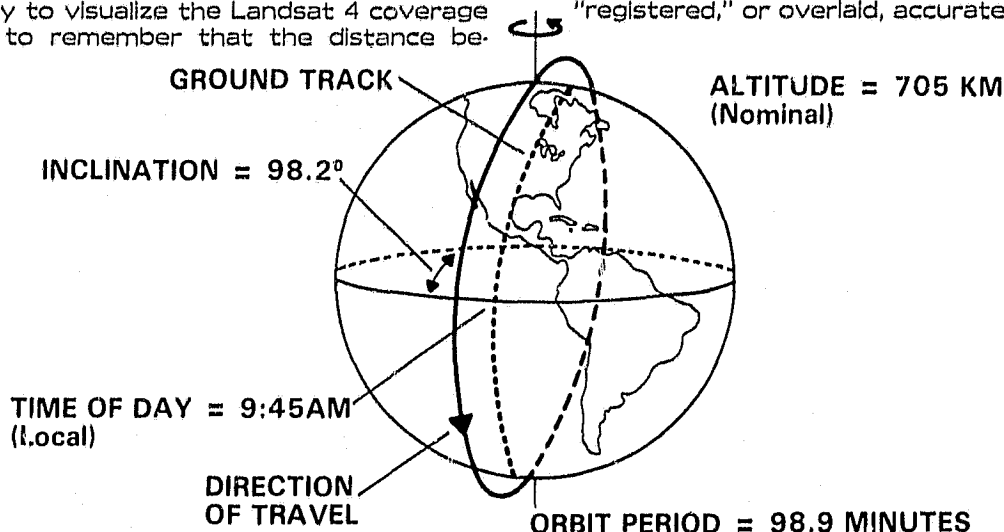 y to visualize the Landsat 4 coverage
to remember that the distance be-
"registered," or overlaid, accurate
GROUND TRACK
ALTITUDE = 705 KM
(Nominal)
INCLINATION = 98.2⁰
TIME OF DAY = 9:45AM
(Local)
DIRECTION
OF TRAVEL
ORBIT PERIOD = 98.9 MINUTES